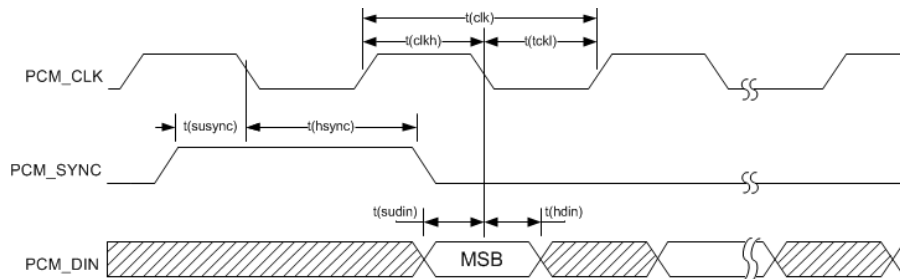 t(clk)
t(clkh)
t(tckl)
PCM_CLK
t(susync)
t(hsync)
PCM_SYNC
t(sudin)
t(hdin)
MSB
PCM_DIN